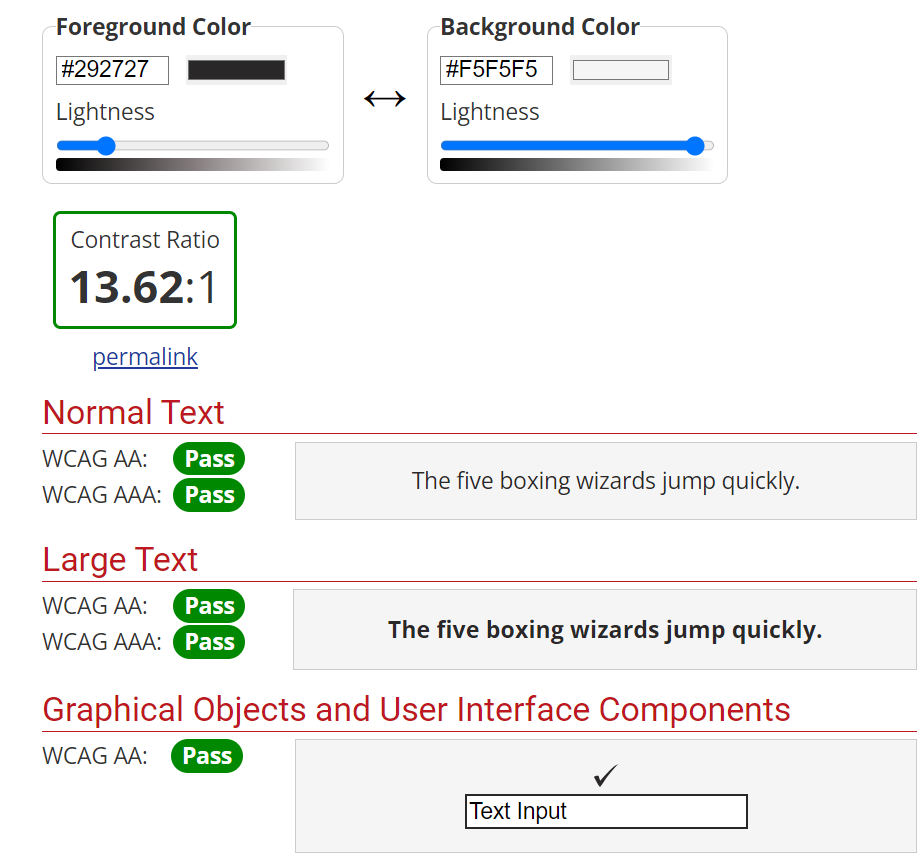 Foreground Color
Background Color
#292727
#F5F5F5
Lightness
Lightness
Contrast Ratio
13.62:1
permalink
Normal Text
WCAG AA: Pass
WCAG AAA: Pass
The five boxing wizards jump quickly.
Large Text
WCAG AA: Pass
WCAG AAA: Pass
The five boxing wizards jump quickly.
Graphical Objects and User Interface Components
WCAG AA: Pass
Text Input